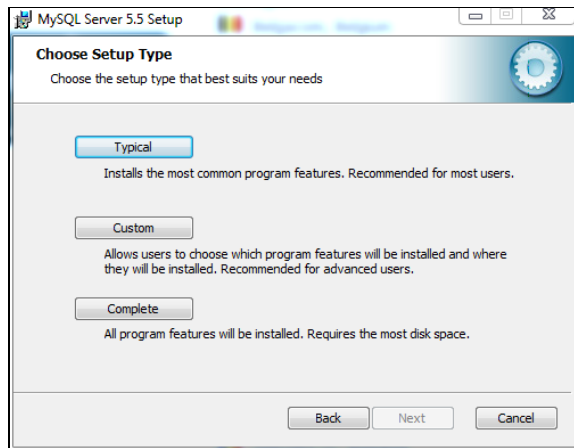 MySQL Server 5.5 Setup
Choose Setup Type
Choose the setup type that best suits your needs
Typical
Installs the most common program features. Recommended for most users.
Custom
Allows users to choose which program features will be installed and where
they will be installed. Recommended for advanced users.
Complete
All program features will be installed. Requires the most disk space.
Back
Next
Cancel